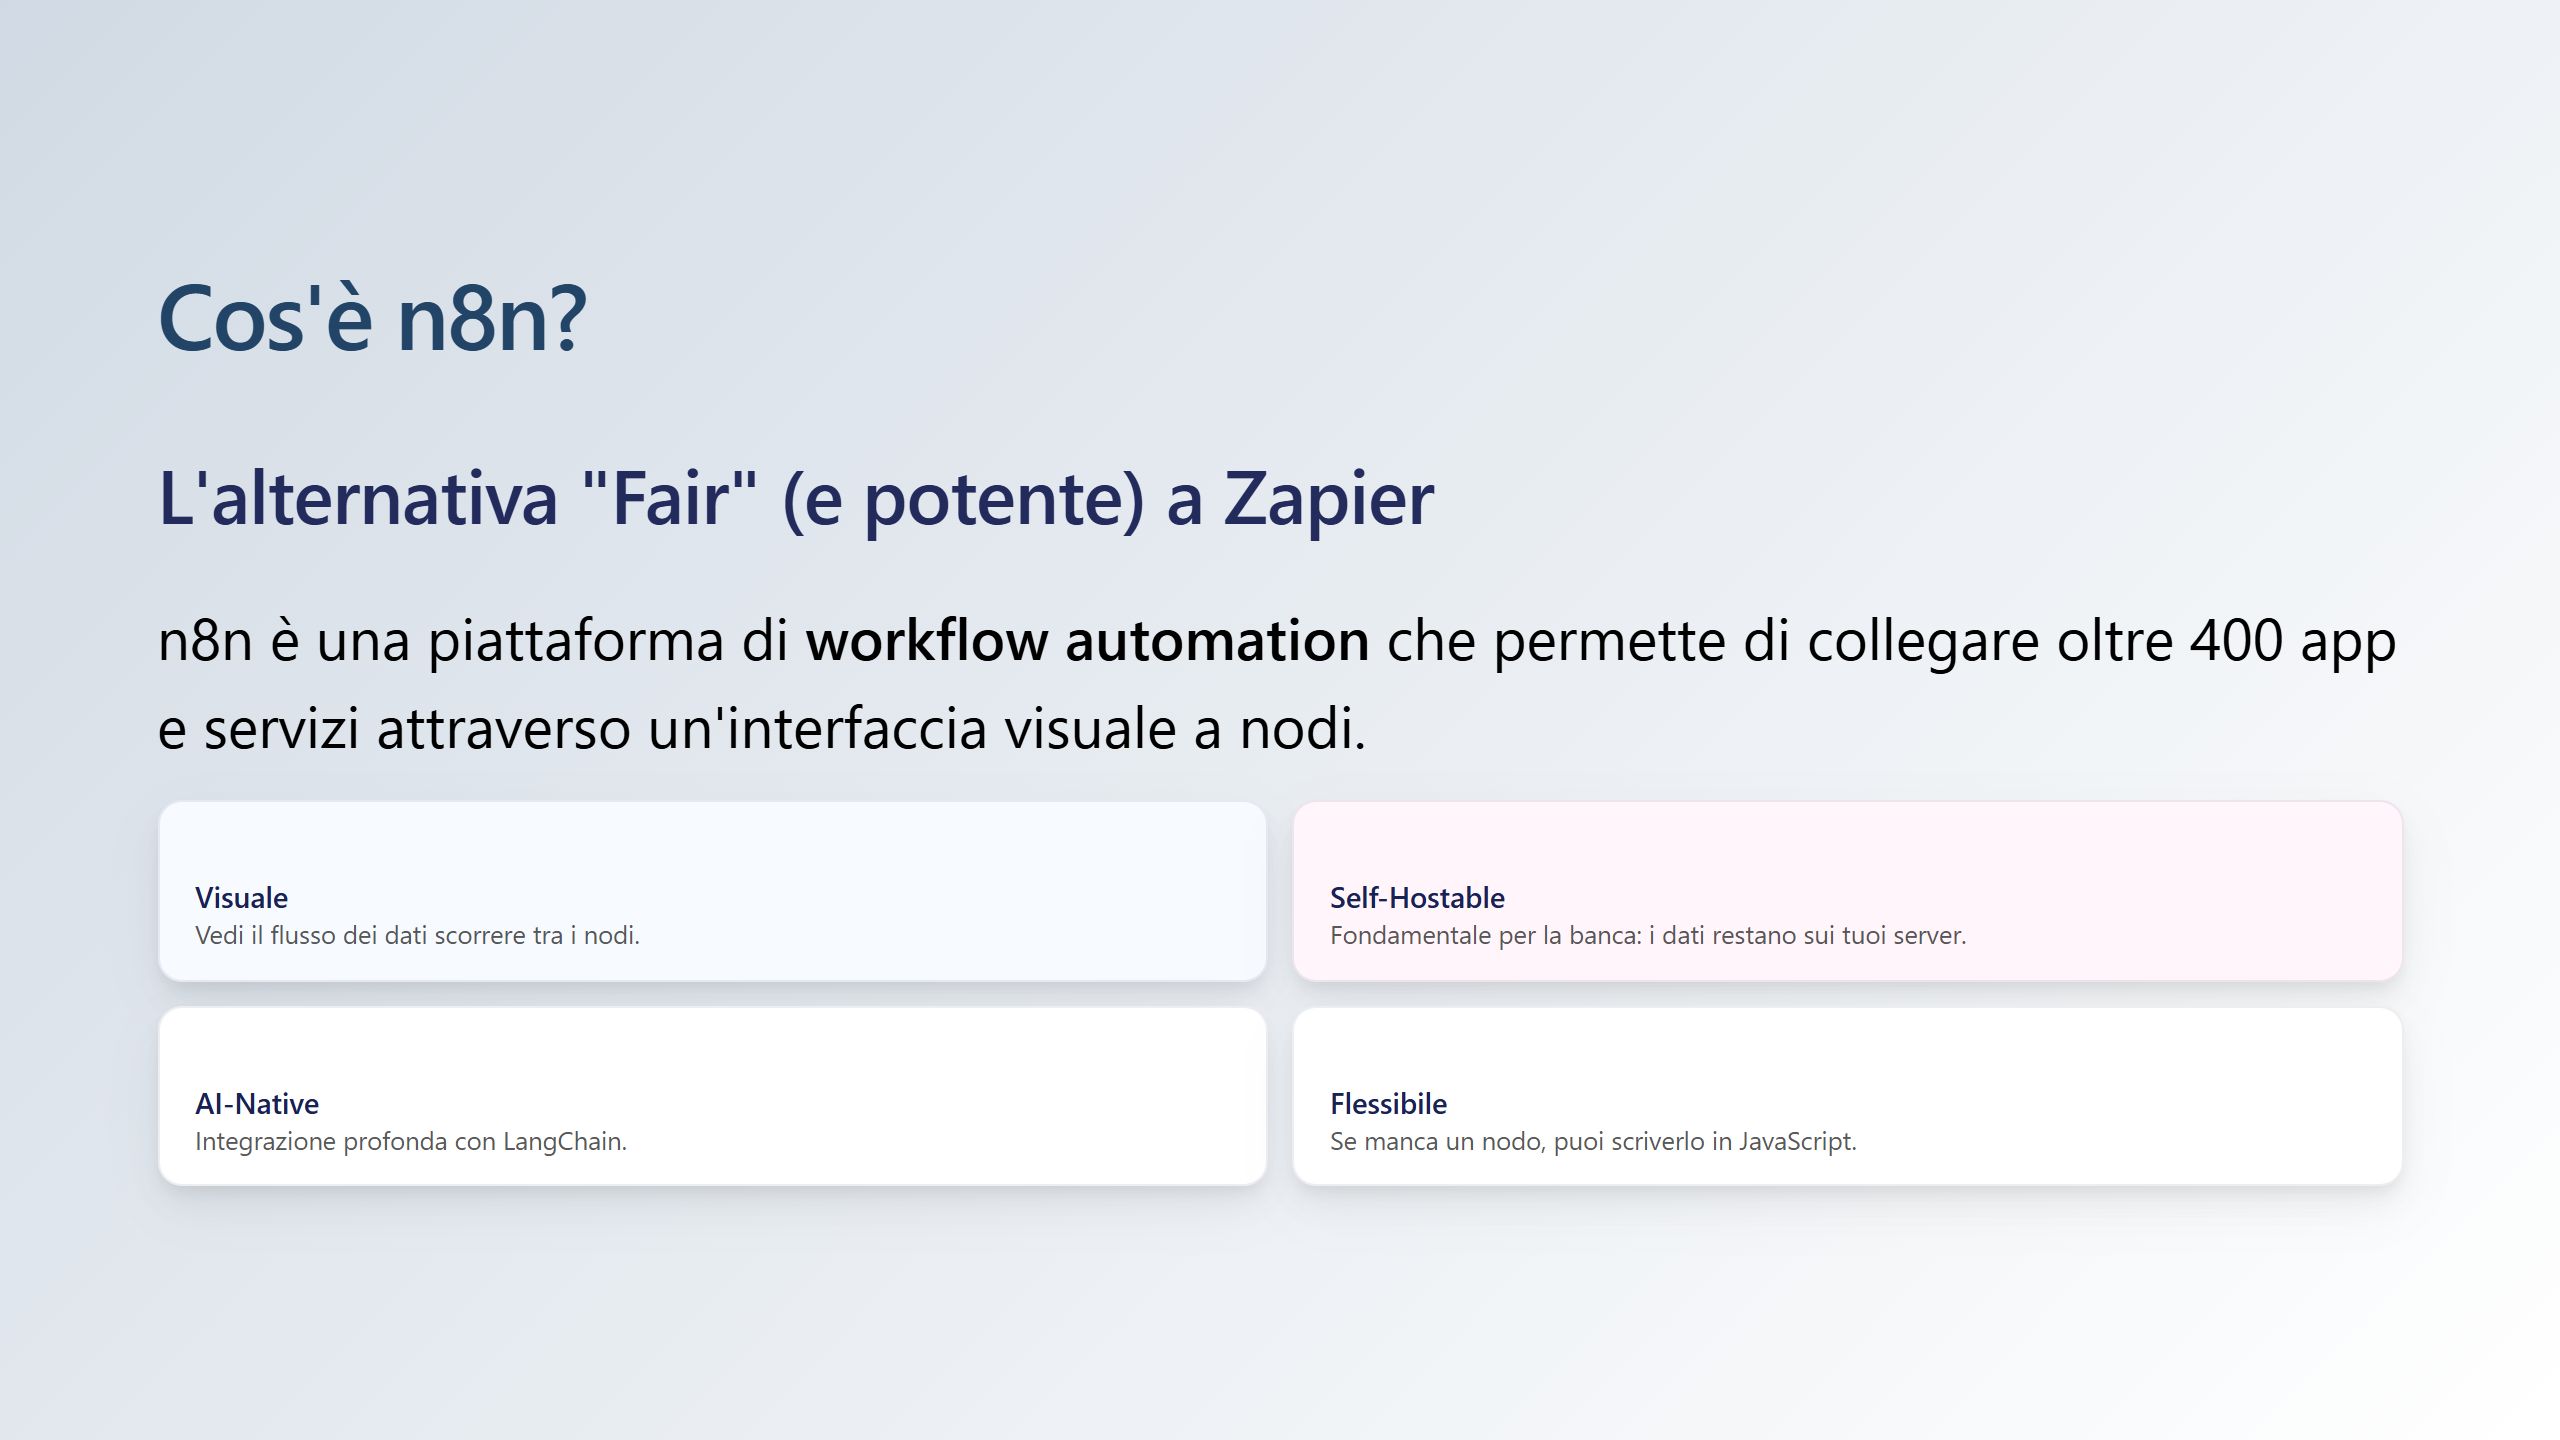 Cos'è n8n?
L'alternativa "Fair" (e potente) a Zapier
n8n è una piattaforma di workflow automation che permette di collegare oltre 400 app
e servizi attraverso un'interfaccia visuale a nodi.
Visuale
Vedi il flusso dei dati scorrere tra i nodi.
Self-Hostable
Fondamentale per la banca: i dati restano sui tuoi server.
AI-Native
Integrazione profonda con LangChain.
Flessibile
Se manca un nodo, puoi scriverlo in JavaScript.